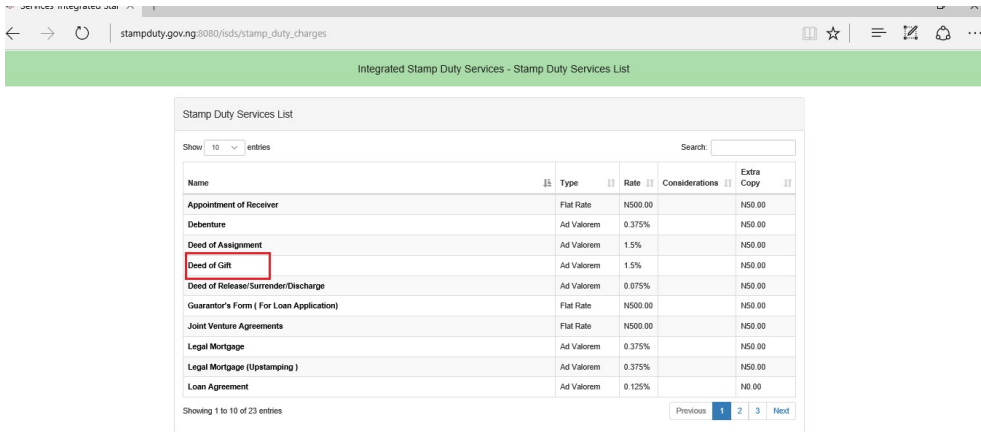 Services Integrated Star
stampduty.gov.ng:8080/isds/stamp_duty_charges
Integrated Stamp Duty Services - Stamp Duty Services List
Stamp Duty Services List
Show 10 entries Search:
Name Type Rate Considerations Extra Copy
Appointment of Receiver Flat Rate N500.00 N50.00
Debenture Ad Valorem 0.375% N50.00
Deed of Assignment Ad Valorem 1.5% N50.00
Deed of Gift Ad Valorem 1.5% N50.00
Deed of Release/Surrender/Discharge Ad Valorem 0.075% N50.00
Guarantor's Form ( For Loan Application) Flat Rate N500.00 N50.00
Joint Venture Agreements Flat Rate N500.00 N50.00
Legal Mortgage Ad Valorem 0.375% N50.00
Legal Mortgage (Upstamping ) Ad Valorem 0.375% N50.00
Loan Agreement Ad Valorem 0.125% N0.00
Showing 1 to 10 of 23 entries Previous 1 2 3 Next